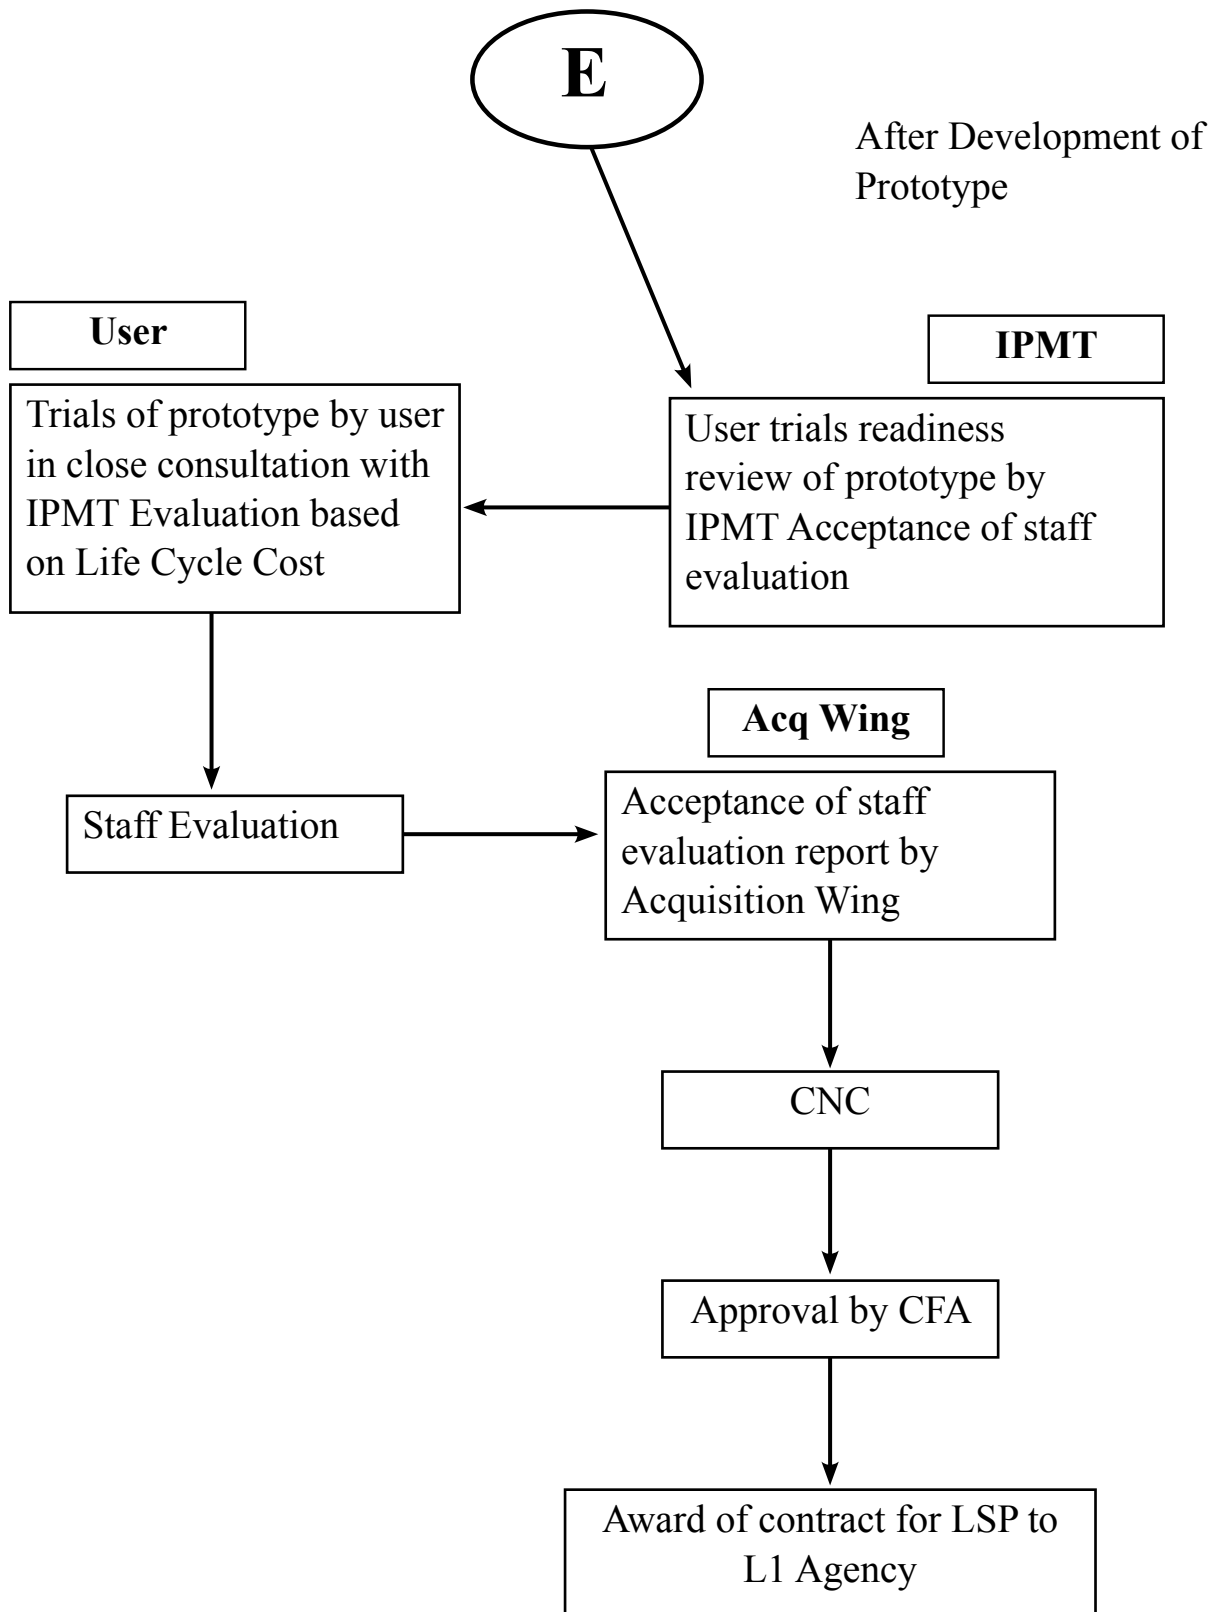 E
After Development of
Prototype
User
IPMT
Trials of prototype by user
in close consultation with
IPMT Evaluation based
on Life Cycle Cost
User trials readiness
review of prototype by
IPMT Acceptance of staff
evaluation
Acq Wing
Staff Evaluation
Acceptance of staff
evaluation report by
Acquisition Wing
CNC
Approval by CFA
Award of contract for LSP to
L1 Agency